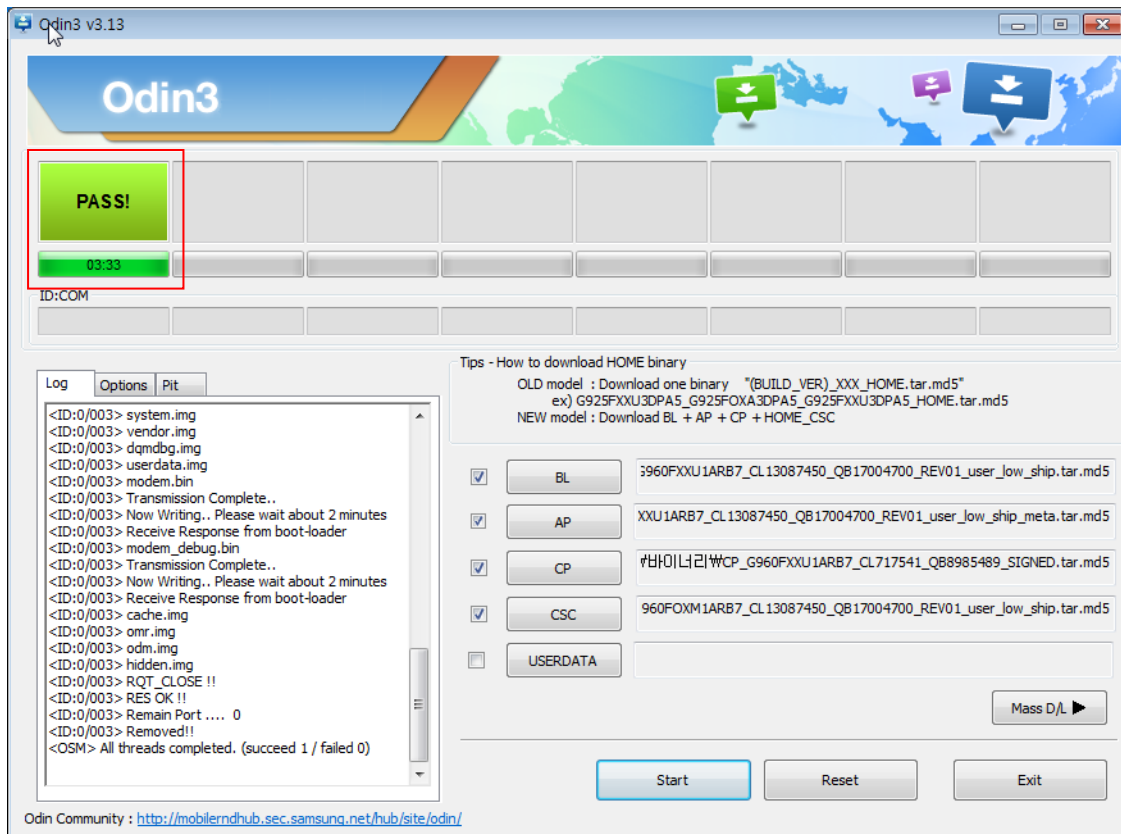 Odin3 v3.13
Odin3
PASS!
03:33
ID:COM
Log
Options
Pit
<ID:0/003> system.img
<ID:0/003> vendor.img
<ID:0/003> dqmdbg.img
<ID:0/003> userdata.img
<ID:0/003> modem.bin
<ID:0/003> Transmission Complete..
<ID:0/003> Now Writing.. Please wait about 2 minutes
<ID:0/003> Receive Response from boot-loader
<ID:0/003> modem_debug.bin
<ID:0/003> Transmission Complete..
<ID:0/003> Now Writing.. Please wait about 2 minutes
<ID:0/003> Receive Response from boot-loader
<ID:0/003> cache.img
<ID:0/003> omr.img
<ID:0/003> odm.img
<ID:0/003> hidden.img
<ID:0/003> RQT_CLOSE !!
<ID:0/003> RES OK !!
<ID:0/003> Remain Port .... 0
<ID:0/003> Removed!!
<OSM> All threads completed. (succeed 1 / failed 0)
Tips - How to download HOME binary
OLD model : Download one binary "(BUILD_VER)_XXX_HOME.tar.md5"
ex) G925FXXU3DPA5_G925FOXA3DPA5_G925FXXU3DPA5_HOME.tar.md5
NEW model : Download BL + AP + CP + HOME_CSC
BL
G960FXXU1ARB7_CL13087450_QB17004700_REV01_user_low_ship.tar.md5
AP
XXU1ARB7_CL13087450_QB17004700_REV01_user_low_ship_meta.tar.md5
CP
바이너리₩CP_G960FXXU1ARB7_CL717541_QB8985489_SIGNED.tar.md5
CSC
960FOXM1ARB7_CL13087450_QB17004700_REV01_user_low_ship.tar.md5
USERDATA
Mass D/L ▶
Start
Reset
Exit
Odin Community : http://mobilerndhub.sec.samsung.net/hub/site/odin/